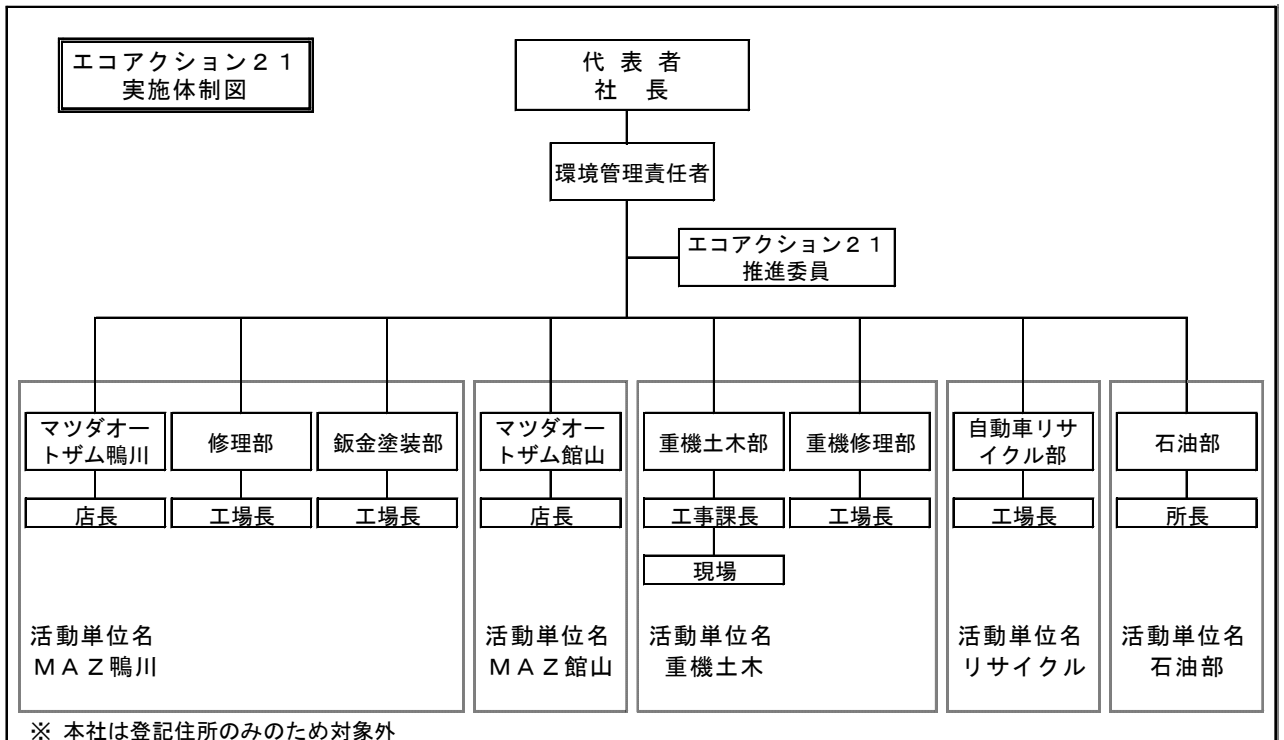 エコアクション２１
実施体制図
代 表 者
社　長
環境管理責任者
エコアクション２１
推進委員
マツダオー
トザム鴨川
修理部
鈑金塗装部
マツダオー
トザム館山
重機土木部
重機修理部
自動車リサ
イクル部
石油部
店長
工場長
工場長
店長
工事課長
工場長
工場長
所長
現場
活動単位名
ＭＡＺ鴨川
活動単位名
ＭＡＺ館山
活動単位名
重機土木
活動単位名
リサイクル
活動単位名
石油部
※ 本社は登記住所のみのため対象外